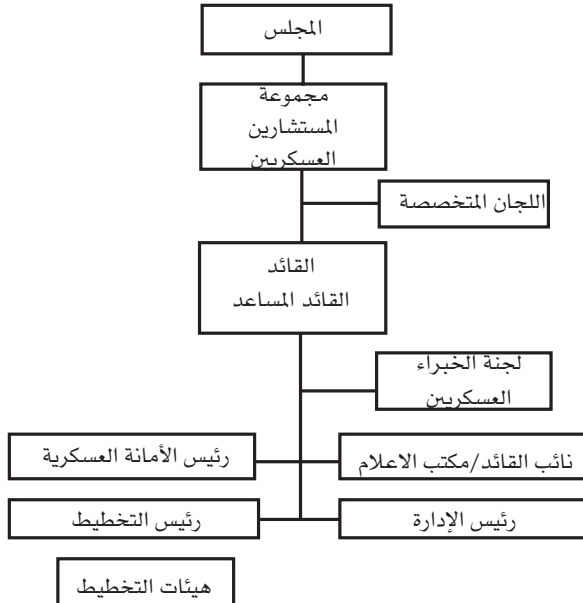 المجلس
مجموعة
المستشارين
العسكريين
اللجان المتخصصة
القائد
القائد المساعد
لجنة الخبراء
العسكريين
نائب القائد/مكتب الاعلام
رئيس الأمانة العسكرية
رئيس الإدارة
رئيس التخطيط
هيئات التخطيط